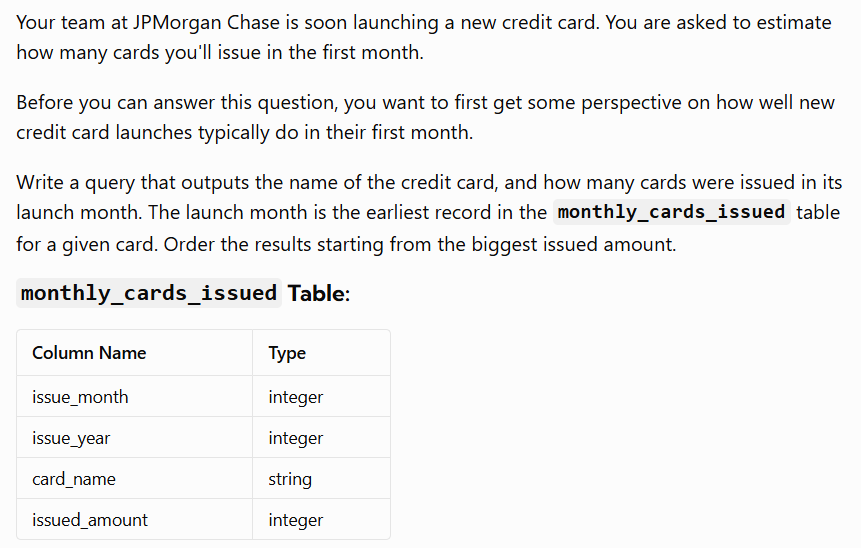 Your team at JPMorgan Chase is soon launching a new credit card. You are asked to estimate
how many cards you'll issue in the first month.
Before you can answer this question, you want to first get some perspective on how well new
credit card launches typically do in their first month.
Write a query that outputs the name of the credit card, and how many cards were issued in its
launch month. The launch month is the earliest record in the monthly_cards_issued table
for a given card. Order the results starting from the biggest issued amount.
monthly_cards_issued Table:
Column Name Type
issue_month integer
issue_year integer
card_name string
issued_amount integer